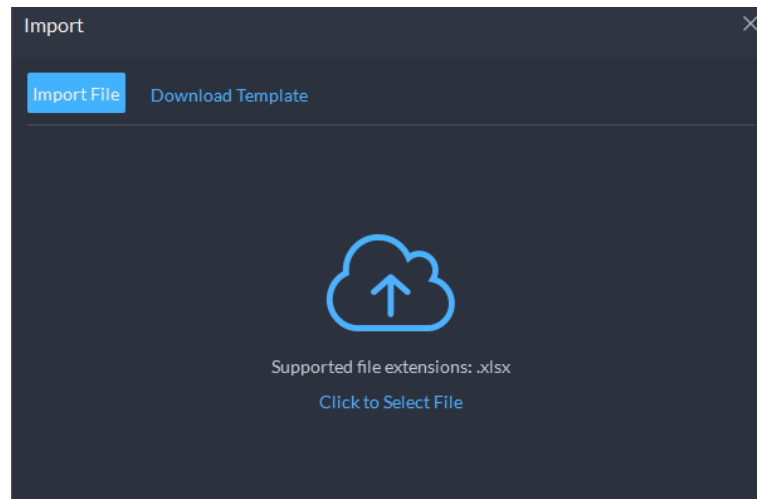 Import
Import File
Download Template
Supported file extensions: .xlsx
Click to Select File